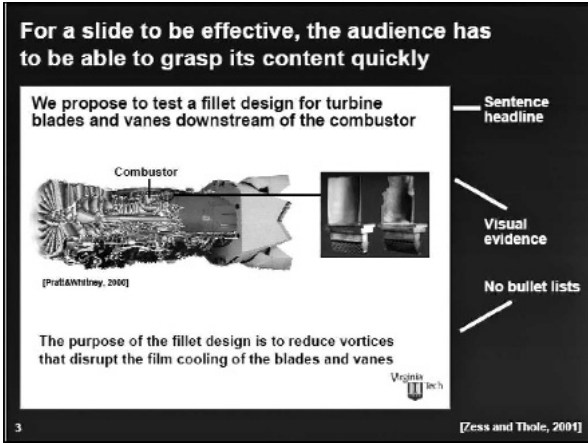 For a slide to be effective, the audience has
to be able to grasp its content quickly
We propose to test a fillet design for turbine
blades and vanes downstream of the combustor
Sentence
headline
Combustor
Visual
evidence
[Pratt&Whitney, 2000]
No bullet lists
The purpose of the fillet design is to reduce vortices
that disrupt the film cooling of the blades and vanes
Virginia
Tech
3
[Zess and Thole, 2001]